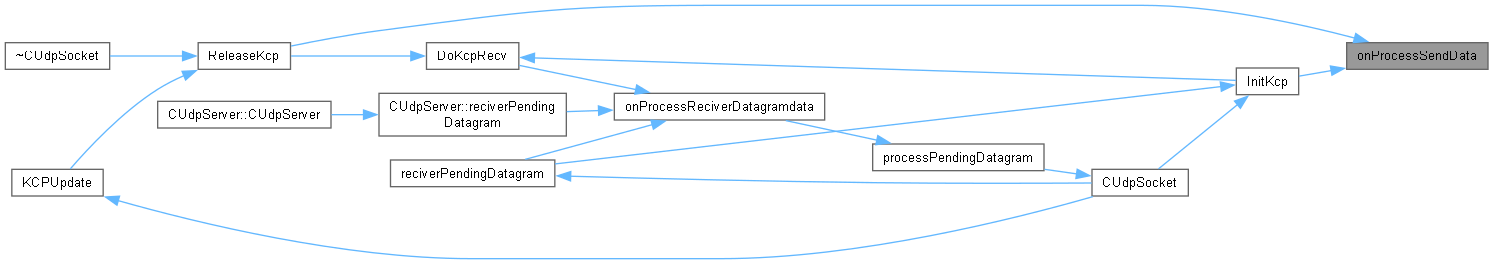 ~CUdpSocket
ReleaseKcp
DoKcpRecv
onProcessSendData
InitKcp
CUdpServer::CUdpServer
CUdpServer::reciverPending
Datagram
onProcessReciverDatagramdata
processPendingDatagram
reciverPendingDatagram
KCPUpdate
CUdpSocket